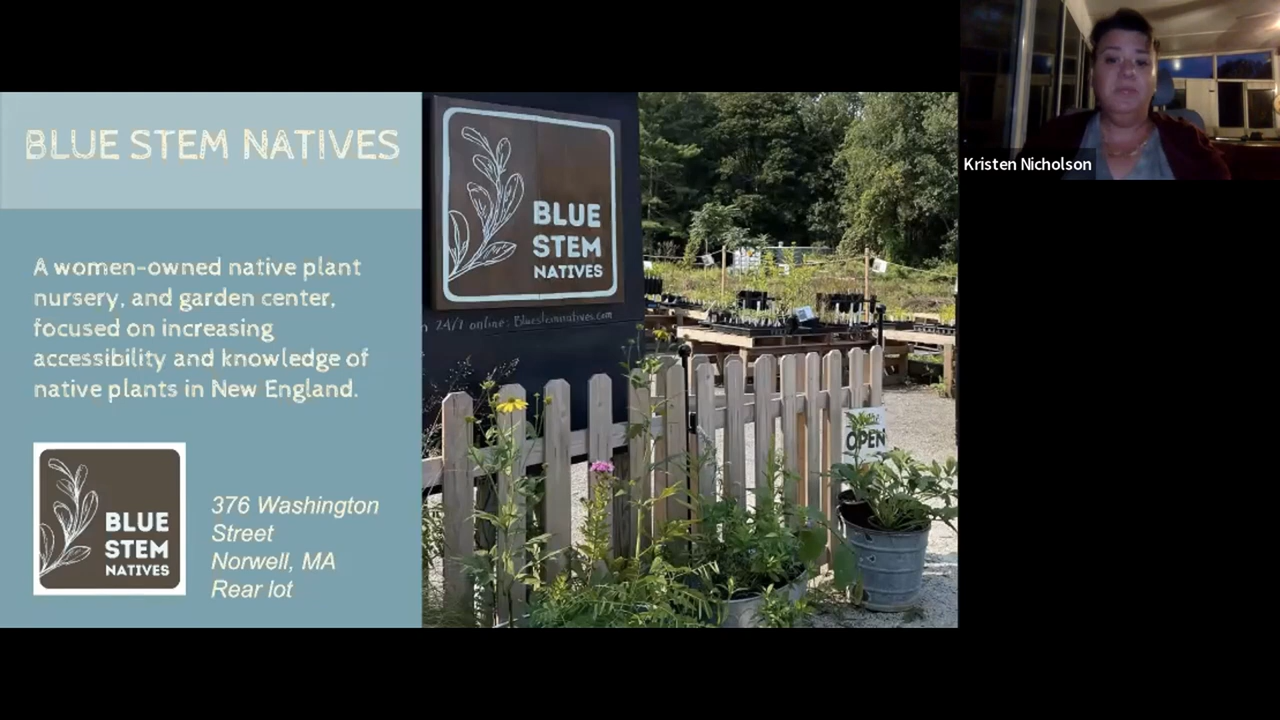 BLUE STEM NATIVES
A women-owned native plant
nursery, and garden center,
focused on increasing
accessibility and knowledge of
native plants in New England.
BLUE
STEM
NATIVES
376 Washington
Street
Norwell, MA
Rear lot
BLUE
STEM
NATIVES
24/7 online: Bluestemnatives.com
OPEN
Kristen Nicholson